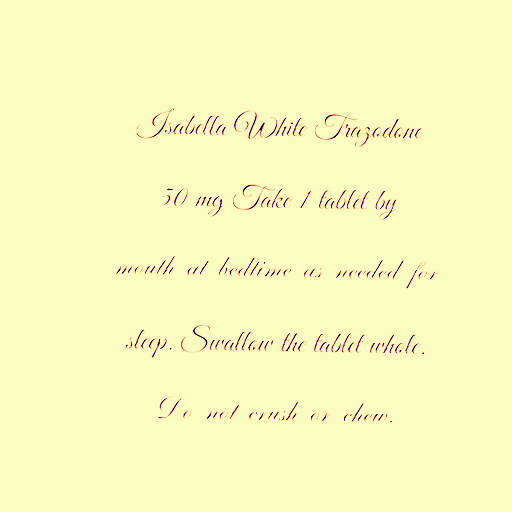 Isabella White Trazodone
50 mg Take 1 tablet by
mouth at bedtime as needed for
sleep. Swallow the tablet whole.
Do not crush or chew.